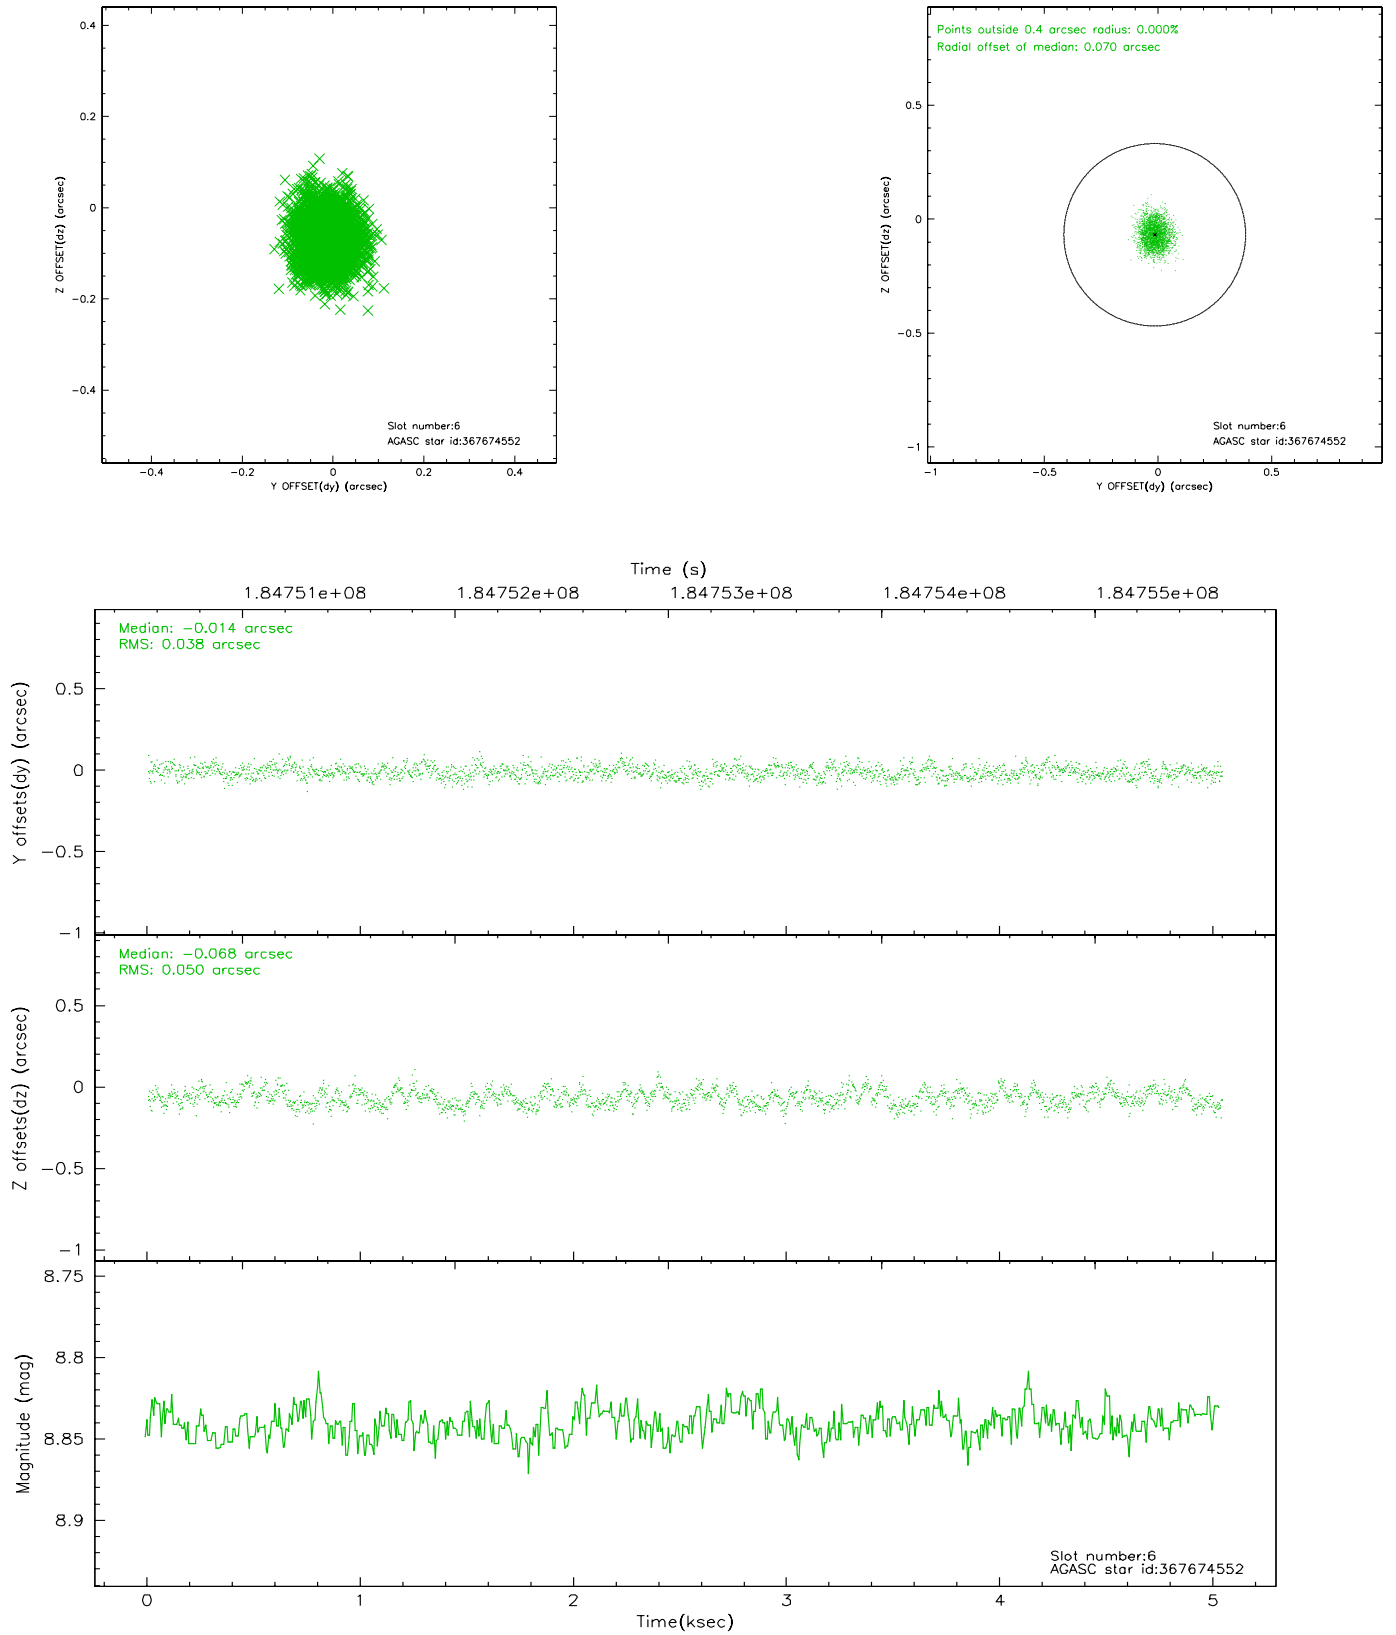 0.4
0.2
0
−0.2
−0.4
Z OFFSET(dz) (arcsec)
Slot number:6
AGASC star id:367674552
−0.4
−0.2
0
0.2
0.4
Y OFFSET(dy) (arcsec)
Points outside 0.4 arcsec radius: 0.000%
Radial offset of median: 0.070 arcsec
0.5
0
−0.5
−1
Z OFFSET(dz) (arcsec)
Slot number:6
AGASC star id:367674552
−1
−0.5
0
0.5
Y OFFSET(dy) (arcsec)
Time (s)
1.84751e+08
1.84752e+08
1.84753e+08
1.84754e+08
1.84755e+08
Median: −0.014 arcsec
RMS: 0.038 arcsec
0.5
0
−0.5
−1
Y offsets(dy) (arcsec)
Median: −0.068 arcsec
RMS: 0.050 arcsec
0.5
0
−0.5
−1
Z offsets(dz) (arcsec)
8.75
8.8
8.85
8.9
Magnitude (mag)
Slot number:6
AGASC star id:367674552
0
1
2
3
4
5
Time(ksec)